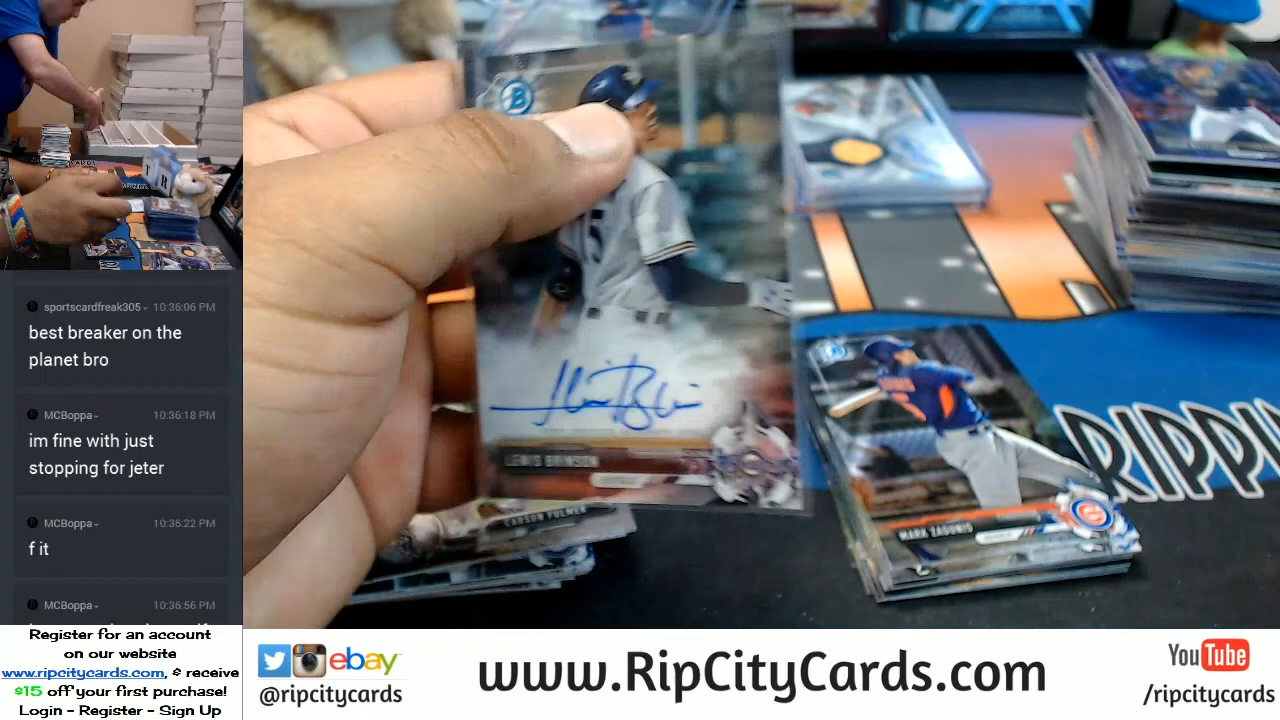 sportscardfreak305 10:36:06 PM
best breaker on the
planet bro
MCBoppa 10:36:18 PM
im fine with just
stopping for jeter
MCBoppa 10:36:22 PM
f it
MCBoppa 10:36:56 PM
Register for an account
on our website
www.ripcitycards.com, & receive
$15 off your first purchase!
Login - Register - Sign Up
B
15
LEWIS BRINSON
CARSON FULMER
MARK ZAGUNIS
RIPPI
ebay
@ripcitycards
www.RipCityCards.com
YouTube
/ripcitycards